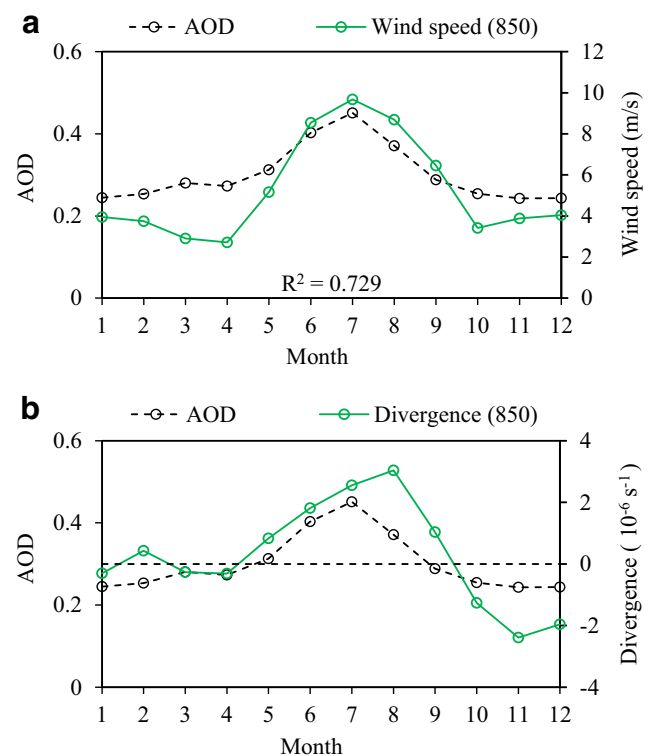 a
AOD
Wind speed (850)
0.6
0.4
0.2
0
AOD
12
10
8
6
4
2
0
Wind speed (m/s)
R² = 0.729
1 2 3 4 5 6 7 8 9 10 11 12
Month
b
AOD
Divergence (850)
0.6
0.4
0.2
0
AOD
4
2
0
-2
-4
Divergence ( 10⁻⁶ s⁻¹)
1 2 3 4 5 6 7 8 9 10 11 12
Month